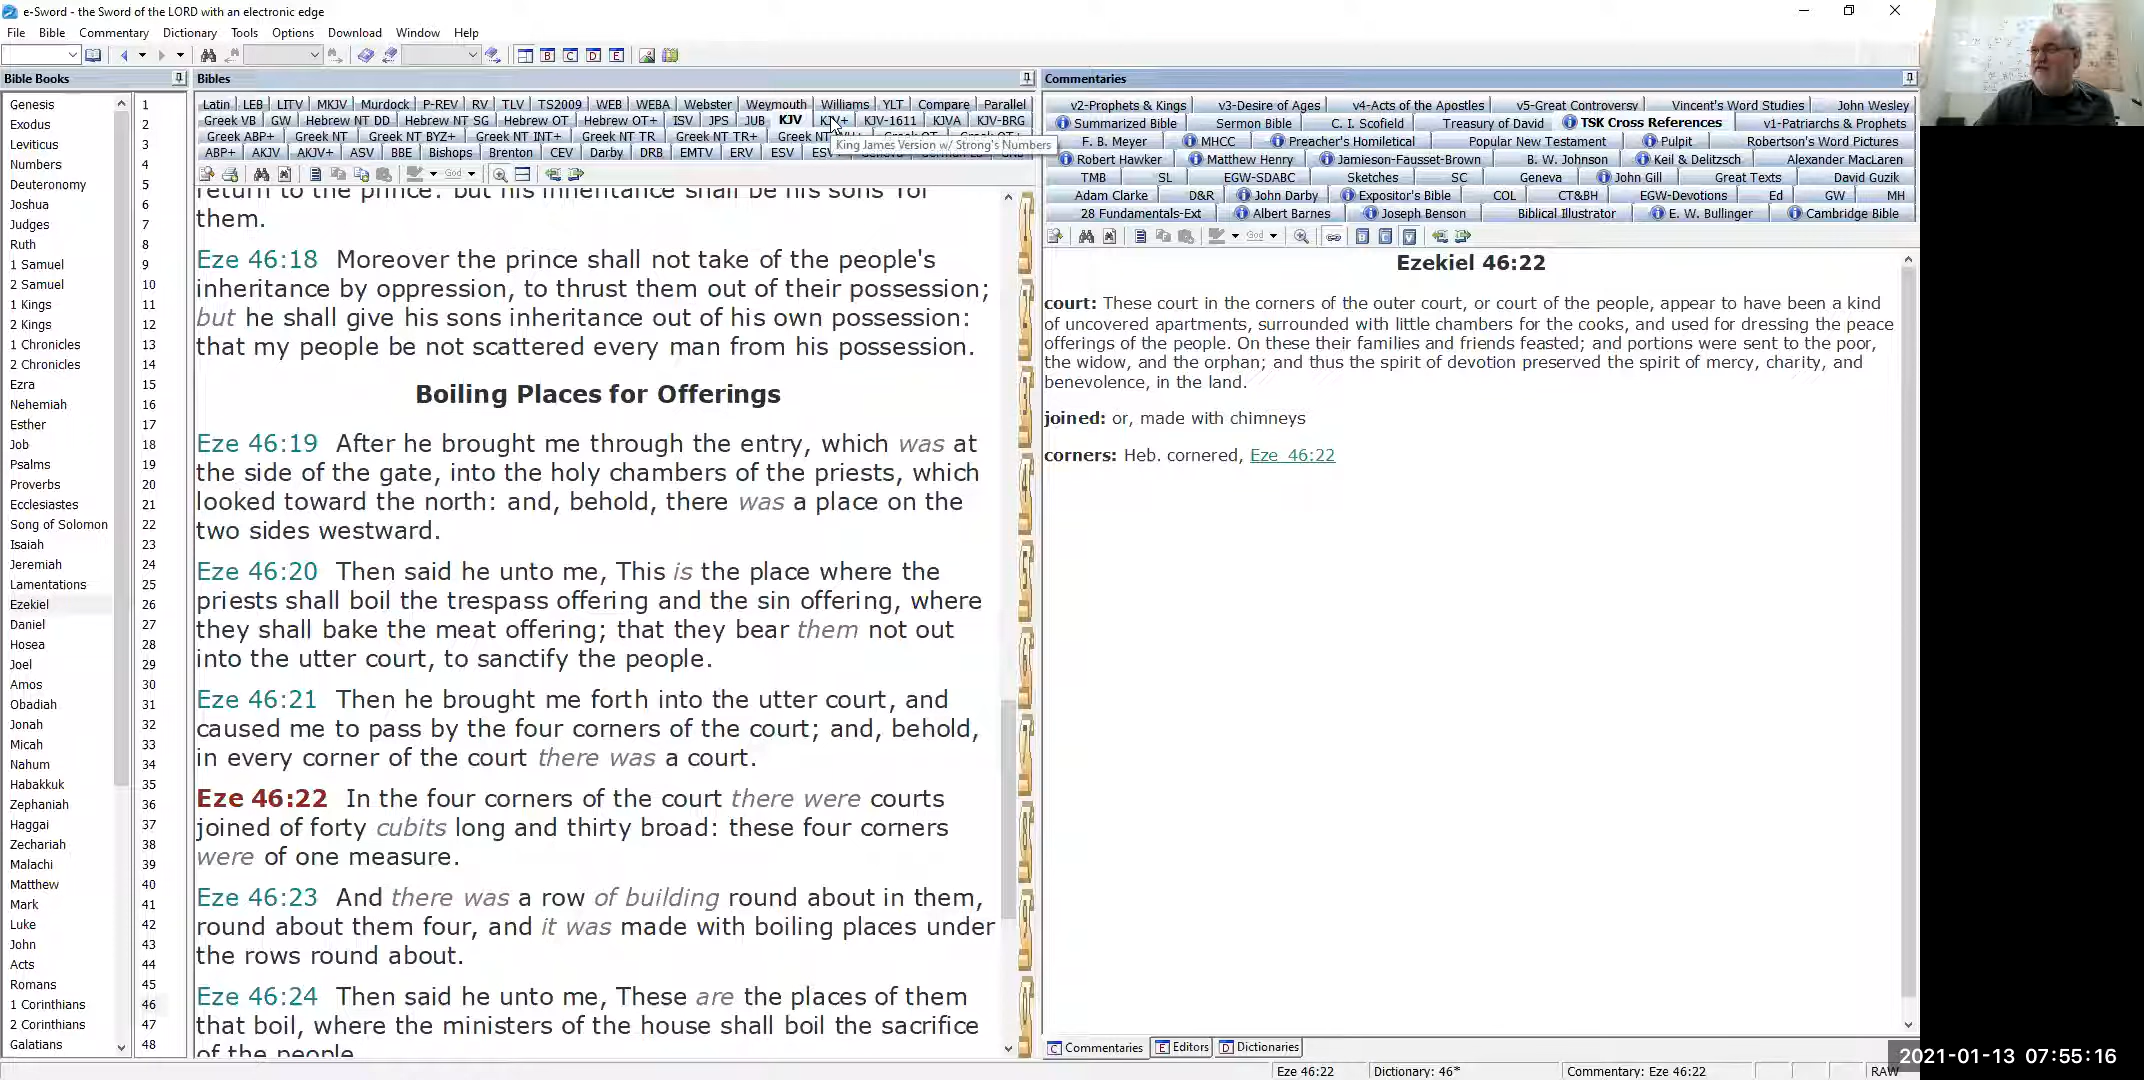 e-Sword - the Sword of the LORD with an electronic edge
File Bible Commentary Dictionary Tools Options Download Window Help
Bible Books
Genesis 1
Exodus 2
Leviticus 3
Numbers 4
Deuteronomy 5
Joshua 6
Judges 7
Ruth 8
1 Samuel 9
2 Samuel 10
1 Kings 11
2 Kings 12
1 Chronicles 13
2 Chronicles 14
Ezra 15
Nehemiah 16
Esther 17
Job 18
Psalms 19
Proverbs 20
Ecclesiastes 21
Song of Solomon 22
Isaiah 23
Jeremiah 24
Lamentations 25
Ezekiel 26
Daniel 27
Hosea 28
Joel 29
Amos 30
Obadiah 31
Jonah 32
Micah 33
Nahum 34
Habakkuk 35
Zephaniah 36
Haggai 37
Zechariah 38
Malachi 39
Matthew 40
Mark 41
Luke 42
John 43
Acts 44
Romans 45
1 Corinthians 46
2 Corinthians 47
Galatians 48
Bibles
Latin LEB LITV MKJV Murdock P-REV RV TLV TS2009 WEB WEBA Webster Weymouth Williams YLT Compare Parallel
Greek VB GW Hebrew NT DD Hebrew NT SG Hebrew OT Hebrew OT+ ISV JPS JUB KJV KJV+ KJV-1611 KJVA KJV-BRG
Greek ABP+ Greek NT Greek NT BYZ+ Greek NT INT+ Greek NT TR Greek NT TR+ Greek NT
King James Version w/ Strong's Numbers
ABP+ AKJV AKJV+ ASV BBE Bishops Brenton CEV Darby DRB EMTV ERV ESV
return to the prince: but his inheritance shall be his sons' for
them.
Eze 46:18 Moreover the prince shall not take of the people's
inheritance by oppression, to thrust them out of their possession;
but he shall give his sons inheritance out of his own possession:
that my people be not scattered every man from his possession.
Boiling Places for Offerings
Eze 46:19 After he brought me through the entry, which was at
the side of the gate, into the holy chambers of the priests, which
looked toward the north: and, behold, there was a place on the
two sides westward.
Eze 46:20 Then said he unto me, This is the place where the
priests shall boil the trespass offering and the sin offering, where
they shall bake the meat offering; that they bear them not out
into the utter court, to sanctify the people.
Eze 46:21 Then he brought me forth into the utter court, and
caused me to pass by the four corners of the court; and, behold,
in every corner of the court there was a court.
Eze 46:22 In the four corners of the court there were courts
joined of forty cubits long and thirty broad: these four corners
were of one measure.
Eze 46:23 And there was a row of building round about in them,
round about them four, and it was made with boiling places under
the rows round about.
Eze 46:24 Then said he unto me, These are the places of them
that boil, where the ministers of the house shall boil the sacrifice
of the people.
Commentaries
v2-Prophets & Kings v3-Desire of Ages v4-Acts of the Apostles v5-Great Controversy Vincent's Word Studies John Wesley
Summarized Bible Sermon Bible C. I. Scofield Treasury of David TSK Cross References v1-Patriarchs & Prophets
F. B. Meyer MHCC Preacher's Homiletical Popular New Testament Pulpit Robertson's Word Pictures
Robert Hawker Matthew Henry Jamieson-Fausset-Brown B. W. Johnson Keil & Delitzsch Alexander MacLaren
TMB SL EGW-SDABC Sketches SC Geneva John Gill Great Texts David Guzik
Adam Clarke D&R John Darby Expositor's Bible COL CT&BH EGW-Devotions Ed GW MH
28 Fundamentals-Ext Albert Barnes Joseph Benson Biblical Illustrator E. W. Bullinger Cambridge Bible
Ezekiel 46:22
court: These court in the corners of the outer court, or court of the people, appear to have been a kind
of uncovered apartments, surrounded with little chambers for the cooks, and used for dressing the peace
offerings of the people. On these their families and friends feasted; and portions were sent to the poor,
the widow, and the orphan; and thus the spirit of devotion preserved the spirit of mercy, charity, and
benevolence, in the land.
joined: or, made with chimneys
corners: Heb. cornered, Eze_46:22
Commentaries Editors Dictionaries
Eze 46:22 Dictionary: 46* Commentary: Eze 46:22 RAW
2021-01-13 07:55:16